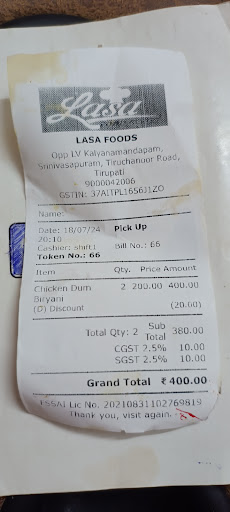 Lasa
LASA FOODS
Opp LV Kalyanamandapam,
Srinivasapuram, Tiruchanoor Road,
Tirupati
9000042006
GSTIN: 37AITPL1656J1ZO
Name:
Date: 18/07/24 Pick Up
20:10
Cashier: shift1 Bill No.: 66
Token No.: 66
Item Qty. Price Amount
Chicken Dum 2 200.00 400.00
Biryani
(D) Discount (20.00)
Total Qty: 2 Sub 380.00
Total
CGST 2.5% 10.00
SGST 2.5% 10.00
Grand Total ₹ 400.00
FSSAI Lic No. 20210831102769819
Thank you, visit again.